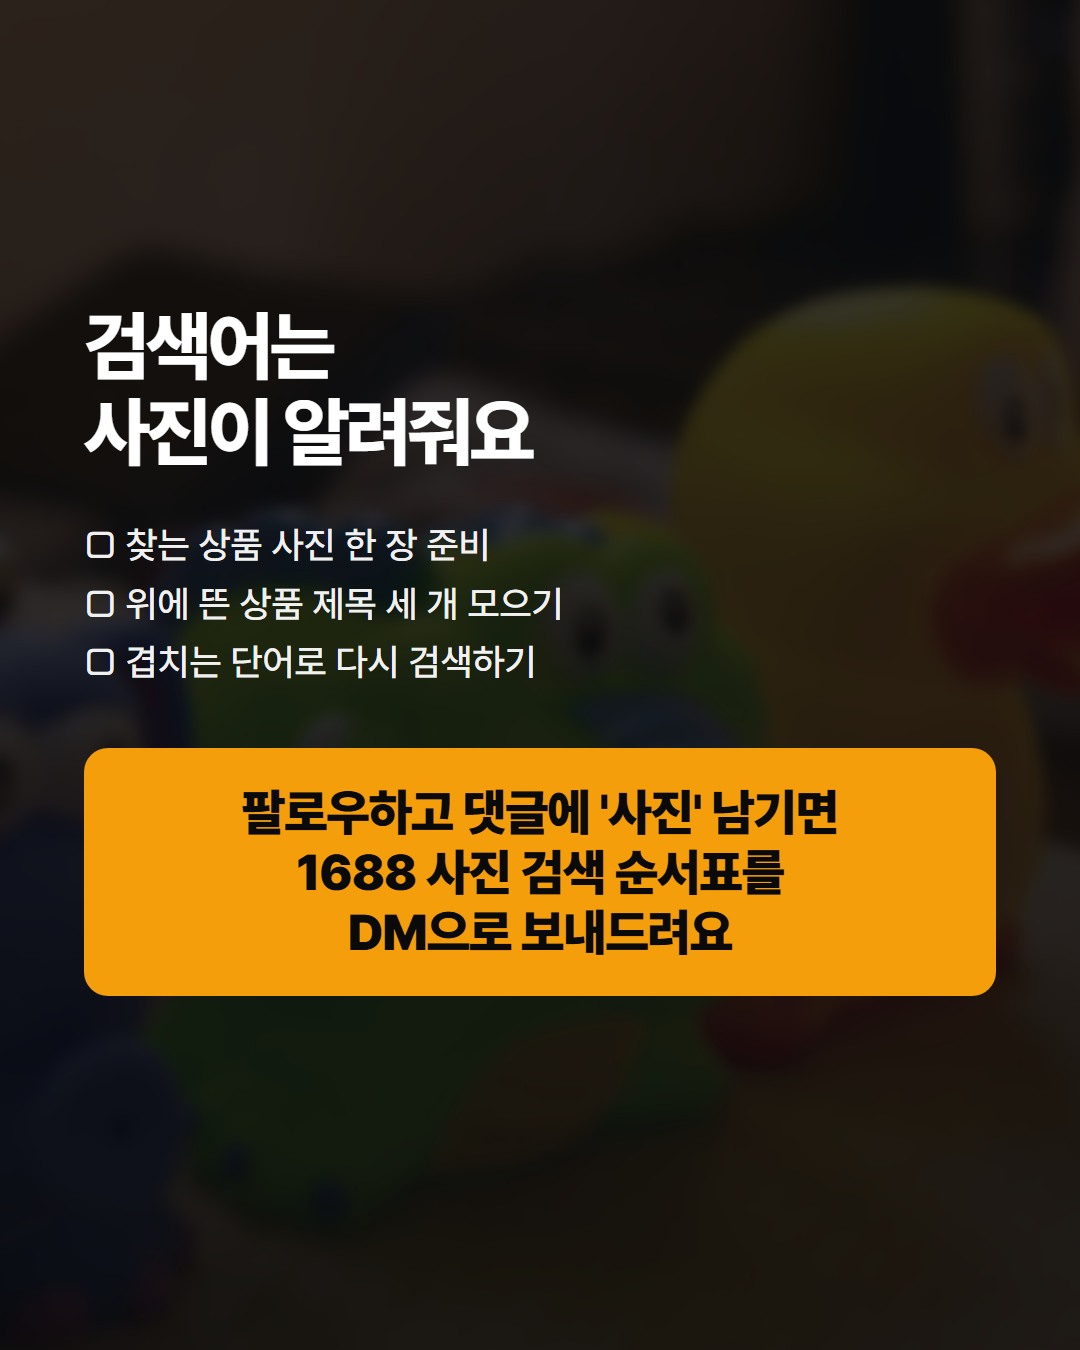 검색어는
사진이 알려줘요
□ 찾는 상품 사진 한 장 준비
□ 위에 뜬 상품 제목 세 개 모으기
□ 겹치는 단어로 다시 검색하기
팔로우하고 댓글에 '사진' 남기면
1688 사진 검색 순서표를
DM으로 보내드려요